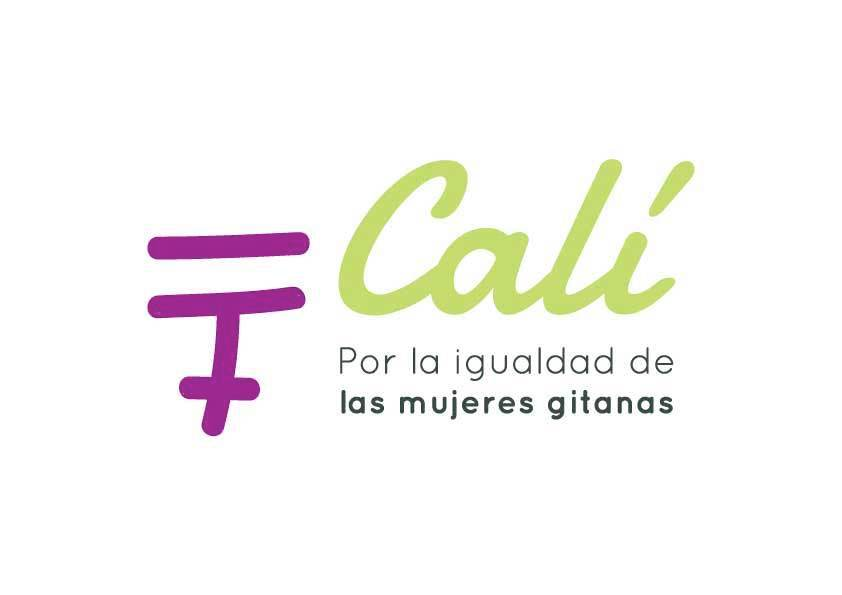 Calí
Por la igualdad de
las mujeres gitanas